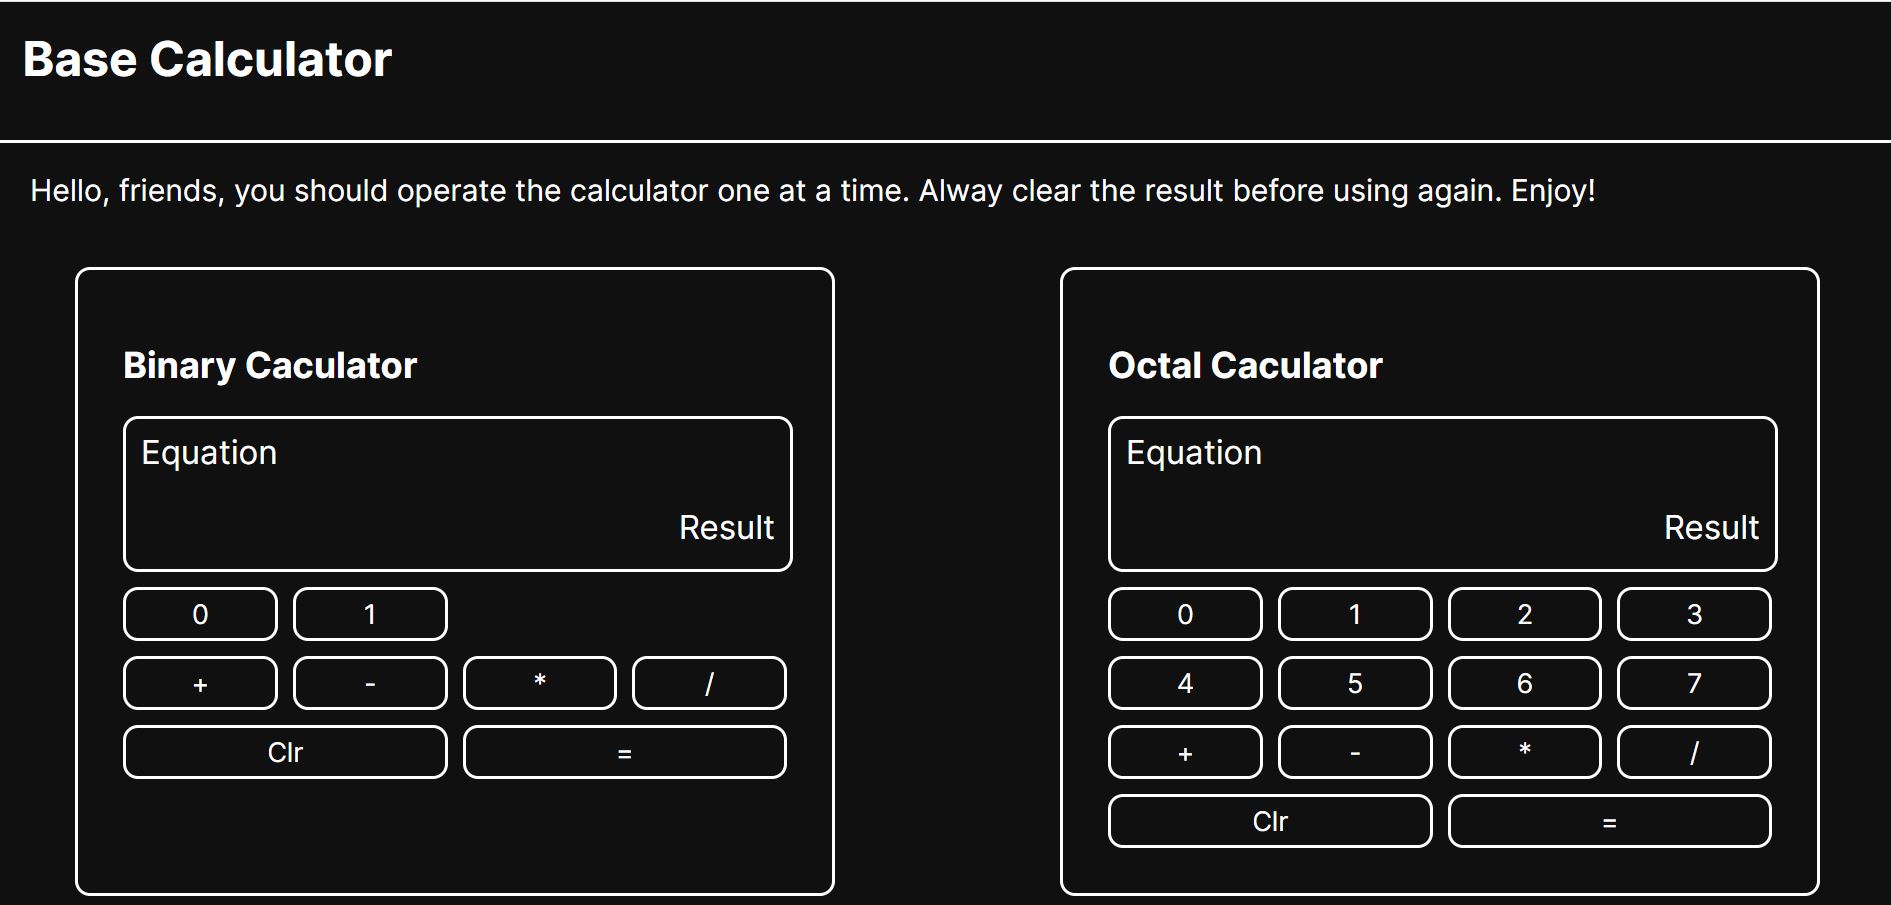 Base Calculator
Hello, friends, you should operate the calculator one at a time. Alway clear the result before using again. Enjoy!
Binary Caculator
Equation
Result
0 1
+ - * /
Clr =
Octal Caculator
Equation
Result
0 1 2 3
4 5 6 7
+ - * /
Clr =